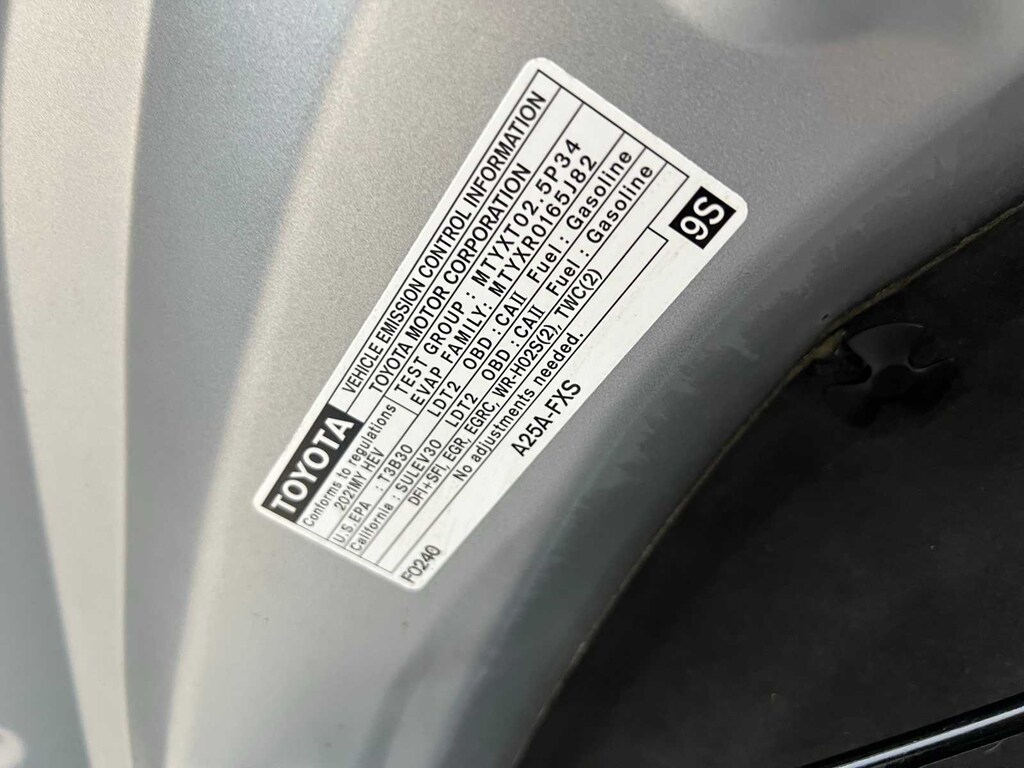 TOYOTA
VEHICLE EMISSION CONTROL INFORMATION
TOYOTA MOTOR CORPORATION
Conforms to regulations
2021MY HEV
TEST GROUP : MTYXT02.5P34
EVAP FAMILY: MTYXR0165J82
U.S.EPA : T3B30 LDT2 OBD : CAII Fuel : Gasoline
California : SULEV30 LDT2 OBD : CAII Fuel : Gasoline
DFI+SFI, EGR, EGRC, WR-HO2S(2), TWC(2)
No adjustments needed.
F0240
A25A-FXS
9S